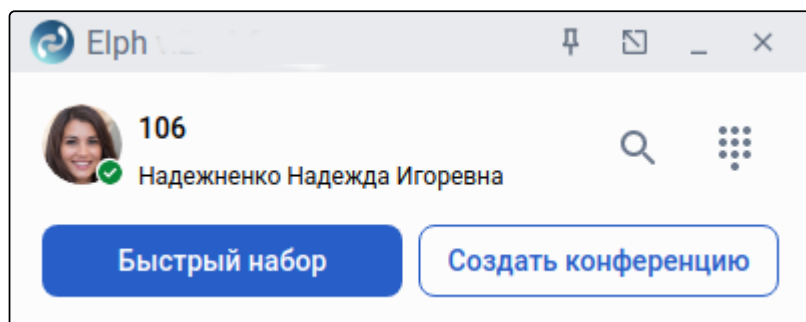 Elph
106
Надежненко Надежда Игоревна
Быстрый набор
Создать конференцию